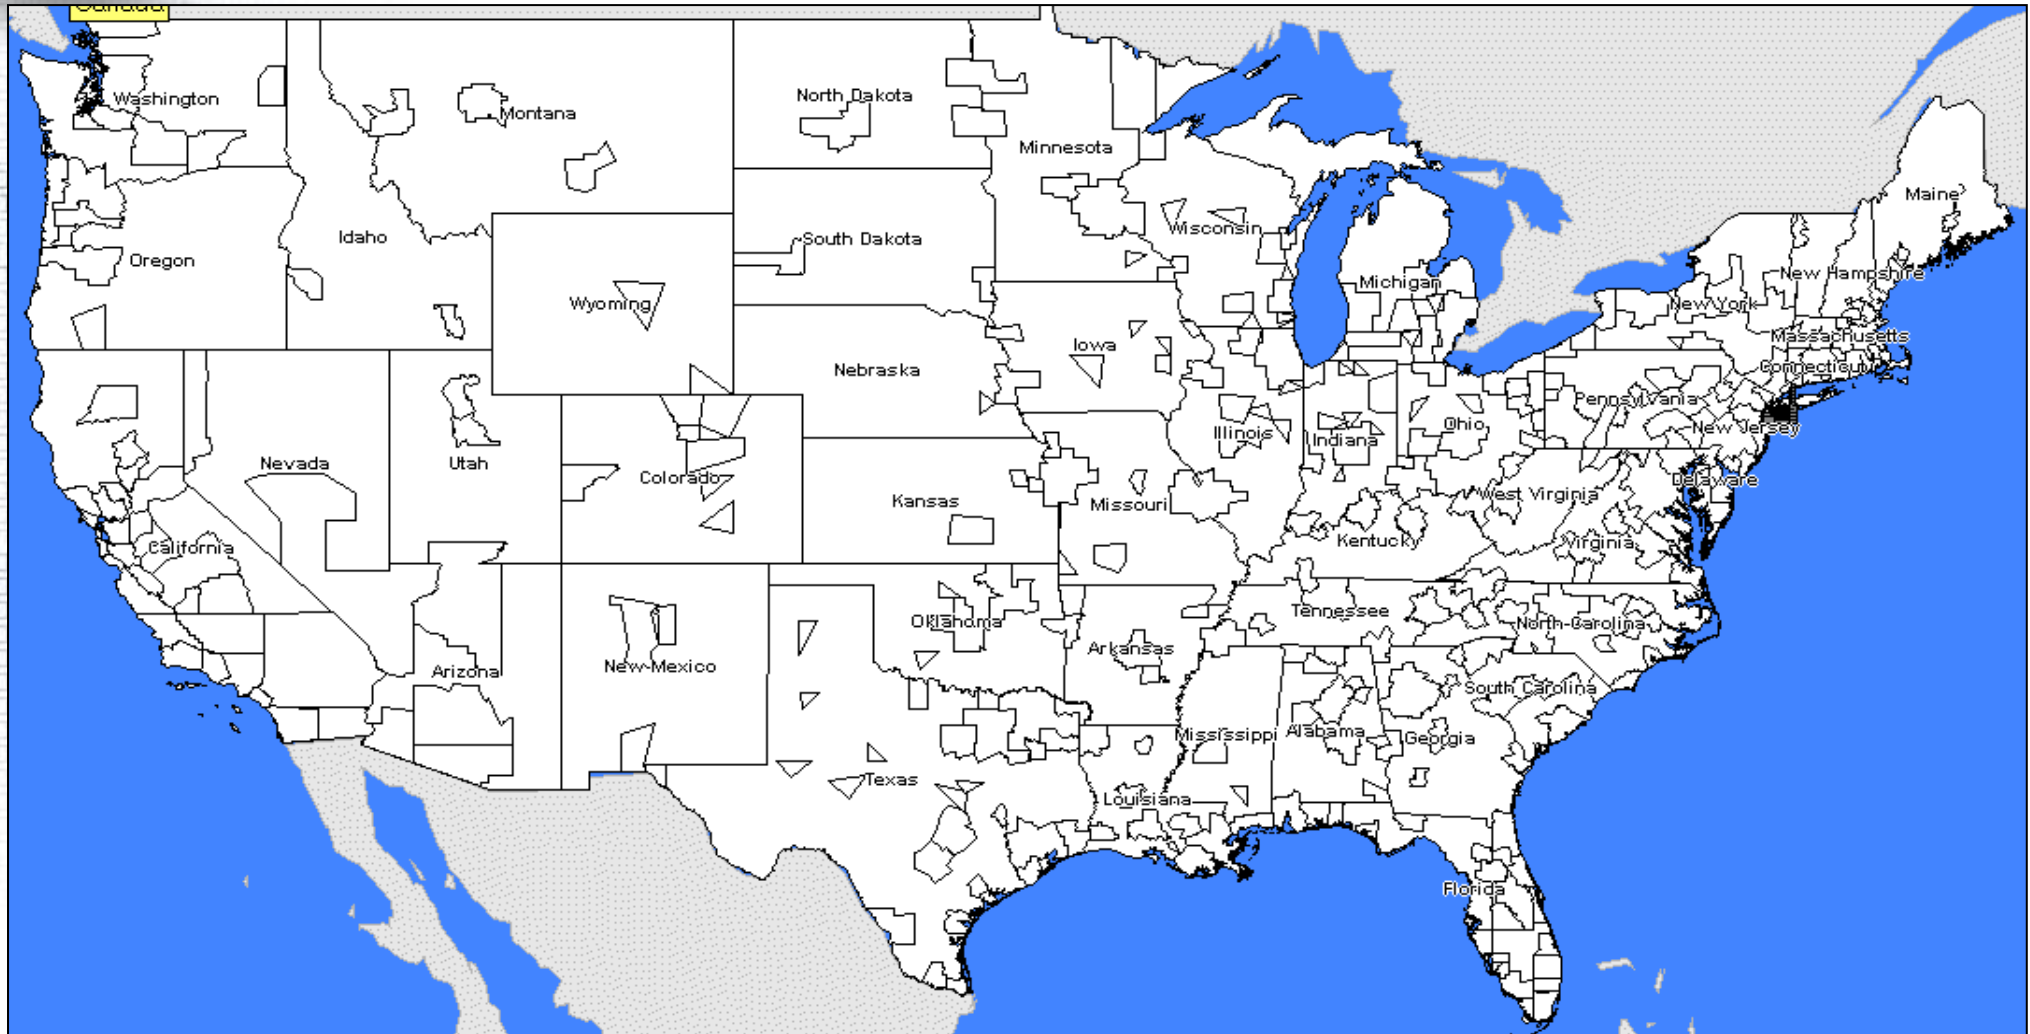 Canada
Washington
Montana
North Dakota
Minnesota
Maine
Idaho
Oregon
Wyoming
South Dakota
Wisconsin
Michigan
New Hampshire
New York
Massachusetts
Connecticut
Iowa
Nebraska
Pennsylvania
New Jersey
Nevada
Utah
Colorado
Kansas
Missouri
Illinois
Indiana
Ohio
West Virginia
Delaware
California
Kentucky
Virginia
Arizona
New Mexico
Oklahoma
Arkansas
Tennessee
North Carolina
South Carolina
Texas
Louisiana
Mississippi
Alabama
Georgia
Florida